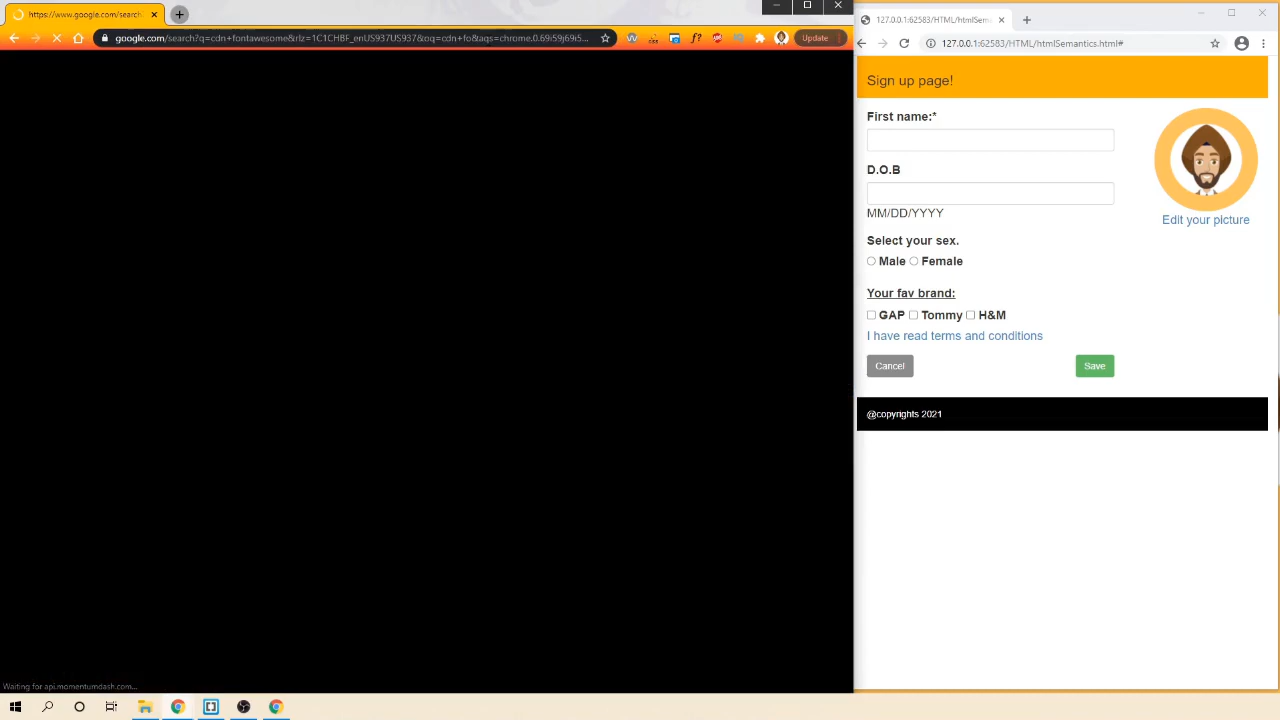 https://www.google.com/search
google.com/search?q=cdn+fontawesome&rlz=1C1CHBF_enUS937US937&oq=cdn+fo&aqs=chrome.0.69i59j69i5...
Update
Waiting for api.momentumdash.com...
127.0.0.1:62583/HTML/htmlSema
127.0.0.1:62583/HTML/htmlSemantics.html#
Sign up page!
First name:*
D.O.B
MM/DD/YYYY
Edit your picture
Select your sex.
Male Female
Your fav brand:
GAP Tommy H&M
I have read terms and conditions
Cancel Save
@copyrights 2021